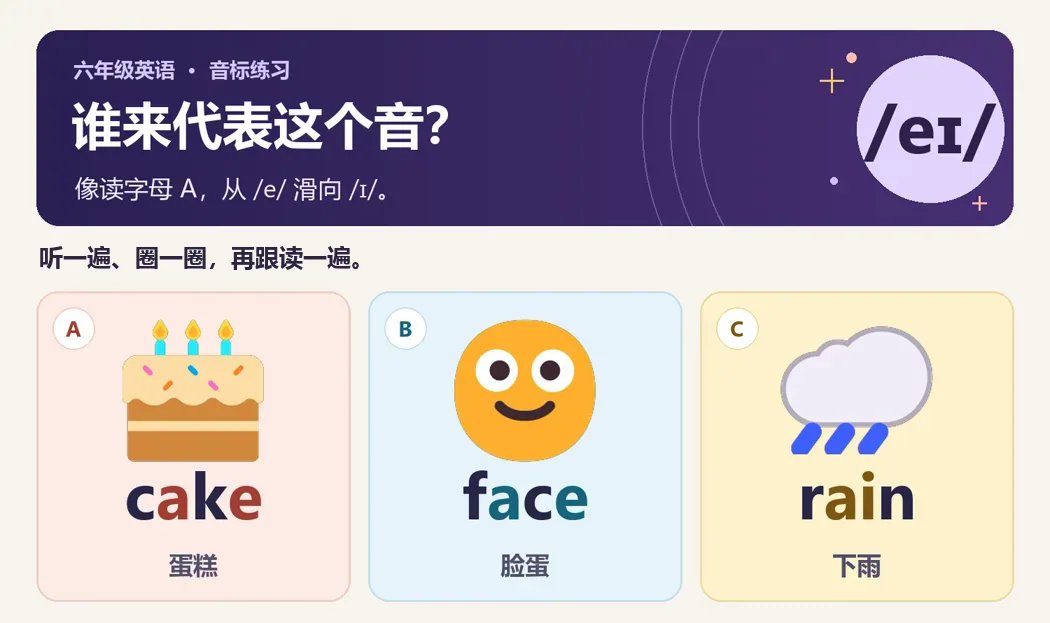 六年级英语 · 音标练习
谁来代表这个音？
像读字母 A，从 /e/ 滑向 /ɪ/。
/eɪ/
听一遍、圈一圈，再跟读一遍。
A
cake
蛋糕
B
face
脸蛋
C
rain
下雨